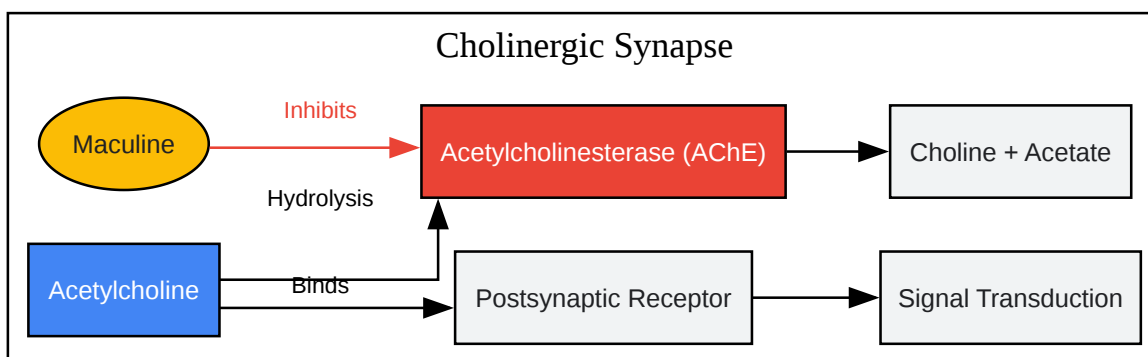 Cholinergic Synapse
Inhibits
Maculine
Acetylcholinesterase (AChE)
Choline + Acetate
Hydrolysis
Binds
Acetylcholine
Postsynaptic Receptor
Signal Transduction